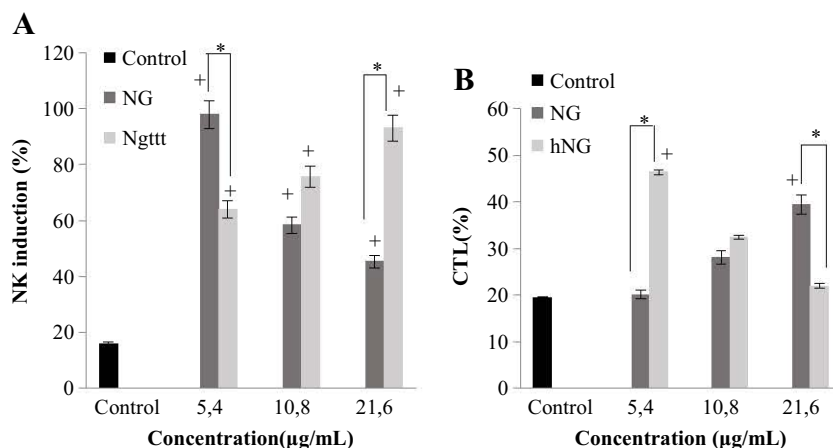 A
120
100
80
60
40
20
0
NK induction (%)
Control
NG
Ngttt
*
*
+
+
+
+
+
+
Control
5,4
10,8
21,6
Concentration(µg/mL)
B
60
50
40
30
20
10
0
CTL(%)
Control
NG
hNG
*
*
+
+
Control
5,4
10,8
21,6
Concentration (µg/mL)